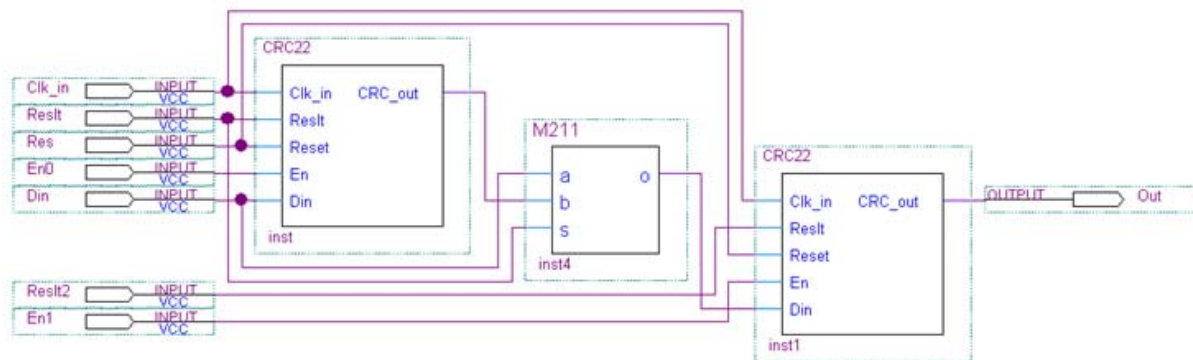 CRC22
Clk_in INPUT
VCC
Clk_in CRC_out
Reslt INPUT
VCC
Reslt
Res INPUT
VCC
Reset
En0 INPUT
VCC
En
Din INPUT
VCC
Din
inst
M211
a o
b
s
inst4
CRC22
Clk_in CRC_out
Reslt
Reset
En
Din
inst1
OUTPUT Out
Reslt2 INPUT
VCC
En1 INPUT
VCC